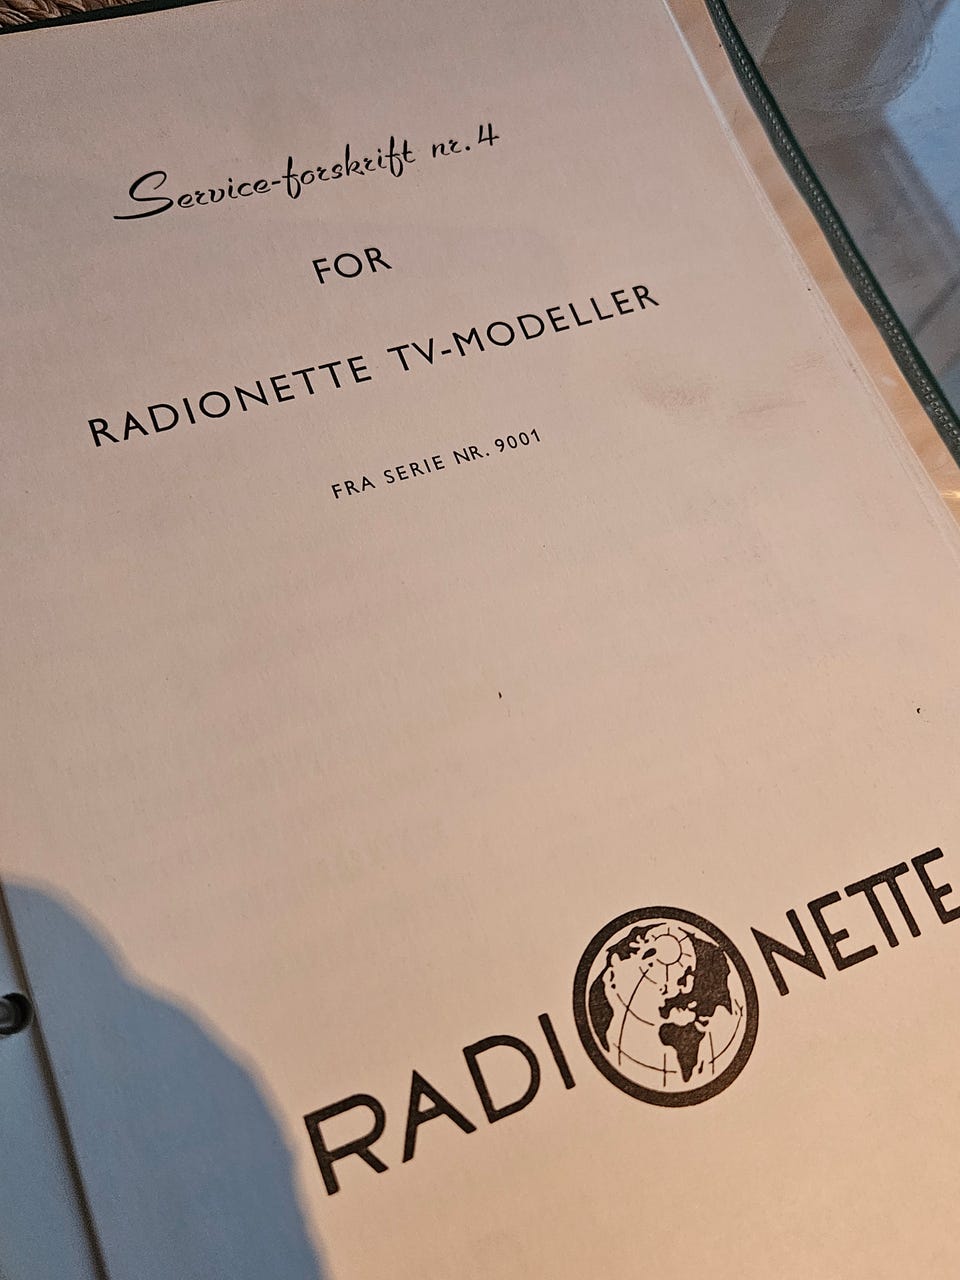 Service-forskrift nr. 4
FOR
RADIONETTE TV-MODELLER
FRA SERIE NR. 9001
RADIONETTE